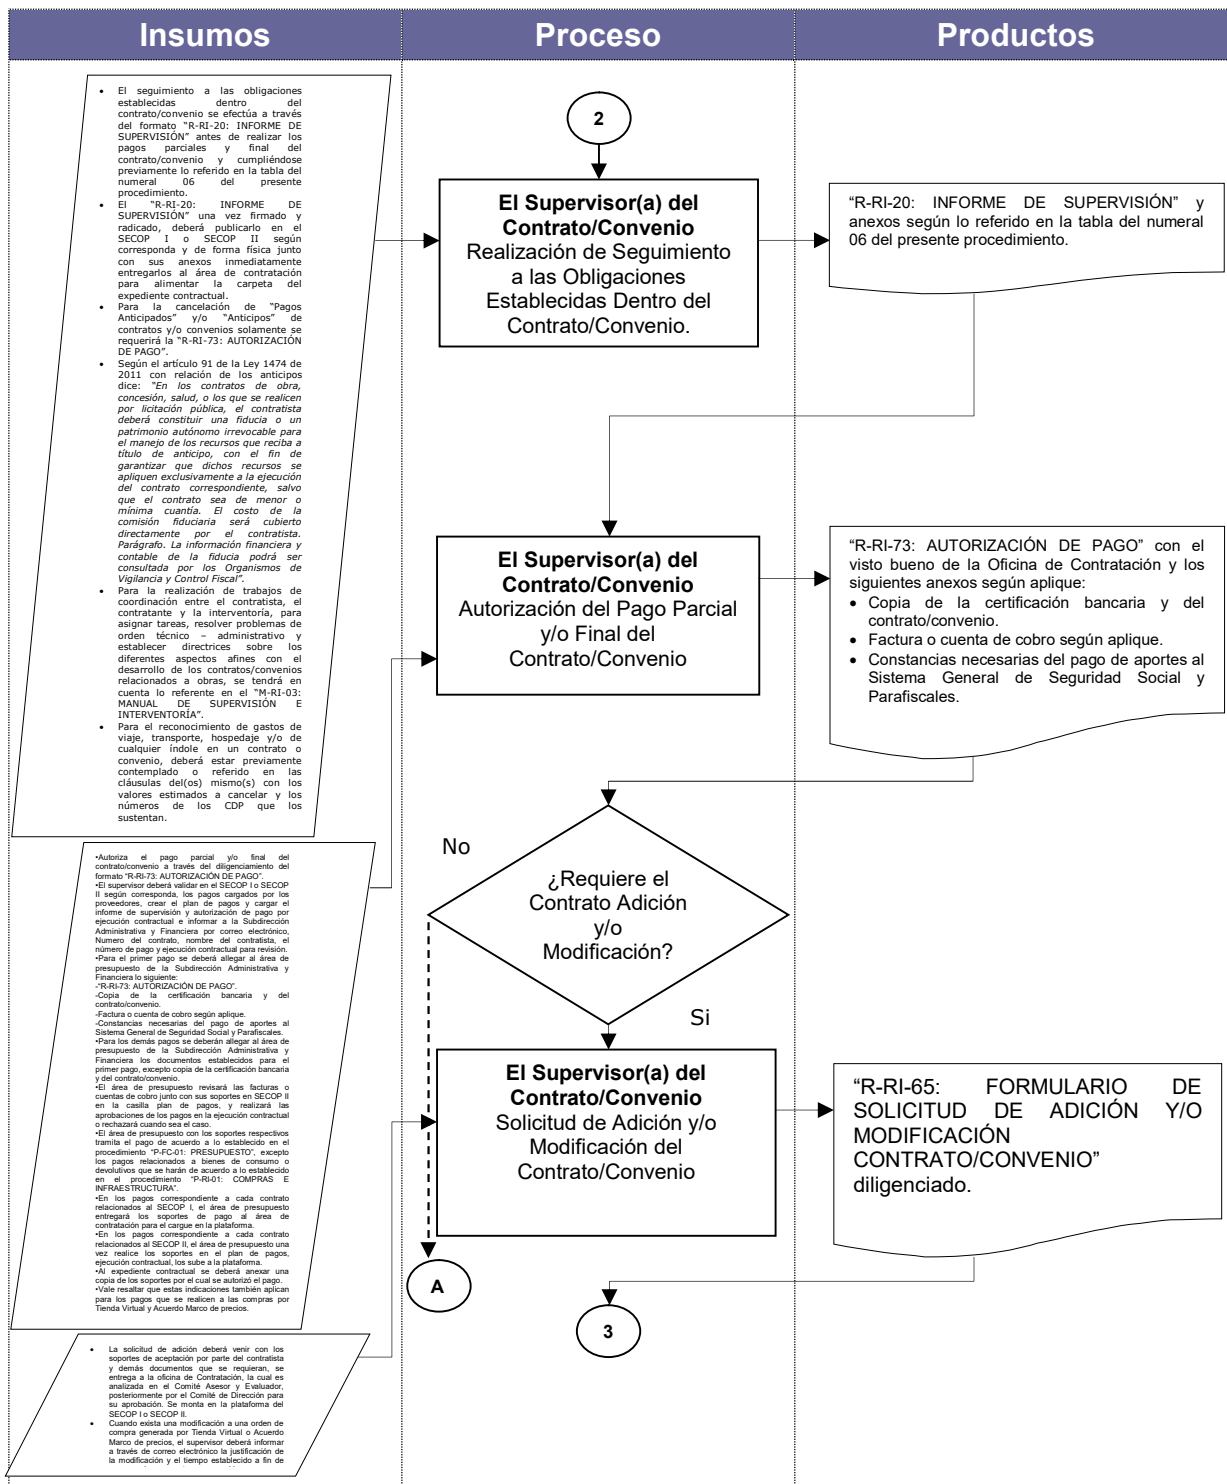 Insumos
Proceso
Productos
• El seguimiento a las obligaciones
establecidas dentro del
contrato/convenio se efectúa a través
del formato “R-RI-20: INFORME DE
SUPERVISIÓN” antes de realizar los
pagos parciales y final del
contrato/convenio y cumpliéndose
previamente lo referido en la tabla del
numeral 06 del presente
procedimiento.
• El “R-RI-20: INFORME DE
SUPERVISIÓN” una vez firmado y
radicado, deberá publicarlo en el
SECOP I o SECOP II según
corresponda y de forma física junto
con sus anexos inmediatamente
entregarlos al área de contratación
para alimentar la carpeta del
expediente contractual.
• Para la cancelación de “Pagos
Anticipados” y/o “Anticipos” de
contratos y/o convenios solamente se
requerirá la “R-RI-73: AUTORIZACIÓN
DE PAGO”.
• Según el artículo 91 de la Ley 1474 de
2011 con relación de los anticipos
dice: “En los contratos de obra,
concesión, salud, o los que se realicen
por licitación pública, el contratista
deberá constituir una fiducia o un
patrimonio autónomo irrevocable para
el manejo de los recursos que reciba a
título de anticipo, con el fin de
garantizar que dichos recursos se
apliquen exclusivamente a la ejecución
del contrato correspondiente, salvo
que el contrato sea de menor o
mínima cuantía. El costo de la
comisión fiduciaria será cubierto
directamente por el contratista.
Parágrafo. La información financiera y
contable de la fiducia podrá ser
consultada por los Organismos de
Vigilancia y Control Fiscal”.
• Para la realización de trabajos de
coordinación entre el contratista, el
contratante y la interventoría, para
asignar tareas, resolver problemas de
orden técnico – administrativo y
establecer directrices sobre los
diferentes aspectos afines con el
desarrollo de los contratos/convenios
relacionados a obras, se tendrá en
cuenta lo referente en el “M-RI-03:
MANUAL DE SUPERVISIÓN E
INTERVENTORÍA”.
• Para el reconocimiento de gastos de
viaje, transporte, hospedaje y/o de
cualquier índole en un contrato o
convenio, deberá estar previamente
contemplado o referido en las
cláusulas del(os) mismo(s) con los
valores estimados a cancelar y los
números de los CDP que los
sustentan.
•Autoriza el pago parcial y/o final del
contrato/convenio a través del diligenciamiento del
formato “R-RI-73: AUTORIZACIÓN DE PAGO”.
•El supervisor deberá validar en el SECOP I o SECOP
II según corresponda, los pagos cargados por los
proveedores, crear el plan de pagos y cargar el
informe de supervisión y autorización de pago por
ejecución contractual e informar a la Subdirección
Administrativa y Financiera por correo electrónico,
Numero del contrato, nombre del contratista, el
número de pago y ejecución contractual para revisión.
•Para el primer pago se deberá allegar al área de
presupuesto de la Subdirección Administrativa y
Financiera lo siguiente:
-“R-RI-73: AUTORIZACIÓN DE PAGO”.
-Copia de la certificación bancaria y del
contrato/convenio.
-Factura o cuenta de cobro según aplique.
-Constancias necesarias del pago de aportes al
Sistema General de Seguridad Social y Parafiscales.
•Para los demás pagos se deberán allegar al área de
presupuesto de la Subdirección Administrativa y
Financiera los documentos establecidos para el
primer pago, excepto copia de la certificación bancaria
y del contrato/convenio.
•El área de presupuesto revisará las facturas o
cuentas de cobro junto con sus soportes en SECOP II
en la casilla plan de pagos, y realizará las
aprobaciones de los pagos en la ejecución contractual
o rechazará cuando sea el caso.
•El área de presupuesto con los soportes respectivos
tramita el pago de acuerdo a lo establecido en el
procedimiento “P-FC-01: PRESUPUESTO”, excepto
los pagos relacionados a bienes de consumo o
devolutivos que se harán de acuerdo a lo establecido
en el procedimiento “P-RI-01: COMPRAS E
INFRAESTRUCTURA”.
•En los pagos correspondiente a cada contrato
relacionados al SECOP I, el área de presupuesto
entregará los soportes de pago al área de
contratación para el cargue en la plataforma.
•En los pagos correspondiente a cada contrato
relacionados al SECOP II, el área de presupuesto una
vez realice los soportes en el plan de pagos,
ejecución contractual, los sube a la plataforma.
•Al expediente contractual se deberá anexar una
copia de los soportes por el cual se autorizó el pago.
•Vale resaltar que estas indicaciones también aplican
para los pagos que se realicen a las compras por
Tienda Virtual y Acuerdo Marco de precios.
• La solicitud de adición deberá venir con los
soportes de aceptación por parte del contratista
y demás documentos que se requieran, se
entrega a la oficina de Contratación, la cual es
analizada en el Comité Asesor y Evaluador,
posteriormente por el Comité de Dirección para
su aprobación. Se monta en la plataforma del
SECOP I o SECOP II.
• Cuando exista una modificación a una orden de
compra generada por Tienda Virtual o Acuerdo
Marco de precios, el supervisor deberá informar
a través de correo electrónico la justificación de
la modificación y el tiempo establecido a fin de
2
El Supervisor(a) del
Contrato/Convenio
Realización de Seguimiento
a las Obligaciones
Establecidas Dentro del
Contrato/Convenio.
El Supervisor(a) del
Contrato/Convenio
Autorización del Pago Parcial
y/o Final del
Contrato/Convenio
No
¿Requiere el
Contrato Adición
y/o
Modificación?
Si
El Supervisor(a) del
Contrato/Convenio
Solicitud de Adición y/o
Modificación del
Contrato/Convenio
A
3
“R-RI-20: INFORME DE SUPERVISIÓN” y
anexos según lo referido en la tabla del numeral
06 del presente procedimiento.
“R-RI-73: AUTORIZACIÓN DE PAGO” con el
visto bueno de la Oficina de Contratación y los
siguientes anexos según aplique:
• Copia de la certificación bancaria y del
contrato/convenio.
• Factura o cuenta de cobro según aplique.
• Constancias necesarias del pago de aportes al
Sistema General de Seguridad Social y
Parafiscales.
“R-RI-65: FORMULARIO DE
SOLICITUD DE ADICIÓN Y/O
MODIFICACIÓN
CONTRATO/CONVENIO”
diligenciado.